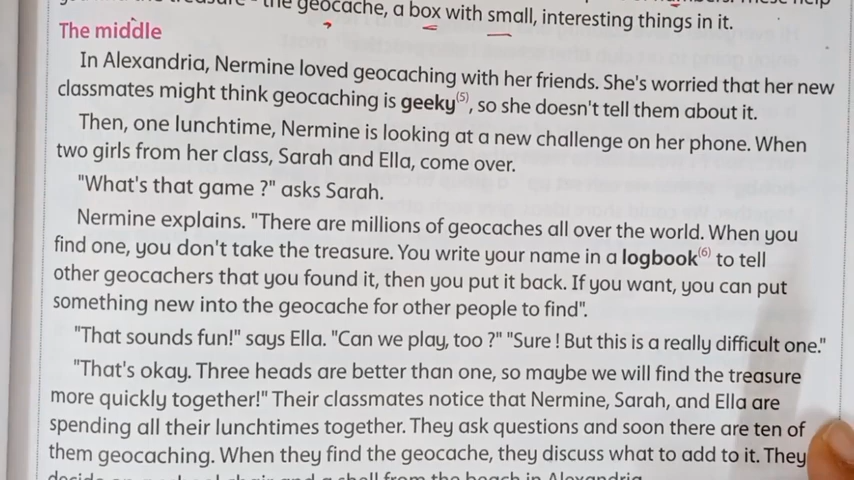 the geocache, a box with small, interesting things in it.
The middle
In Alexandria, Nermine loved geocaching with her friends. She's worried that her new
classmates might think geocaching is geeky(5), so she doesn't tell them about it.
Then, one lunchtime, Nermine is looking at a new challenge on her phone. When
two girls from her class, Sarah and Ella, come over.
"What's that game ?" asks Sarah.
Nermine explains. "There are millions of geocaches all over the world. When you
find one, you don't take the treasure. You write your name in a logbook(6) to tell
other geocachers that you found it, then you put it back. If you want, you can put
something new into the geocache for other people to find".
"That sounds fun!" says Ella. "Can we play, too ?" "Sure ! But this is a really difficult one."
"That's okay. Three heads are better than one, so maybe we will find the treasure
more quickly together!" Their classmates notice that Nermine, Sarah, and Ella are
spending all their lunchtimes together. They ask questions and soon there are ten of
them geocaching. When they find the geocache, they discuss what to add to it. They
chair and a shell from the beach in Alexandria.